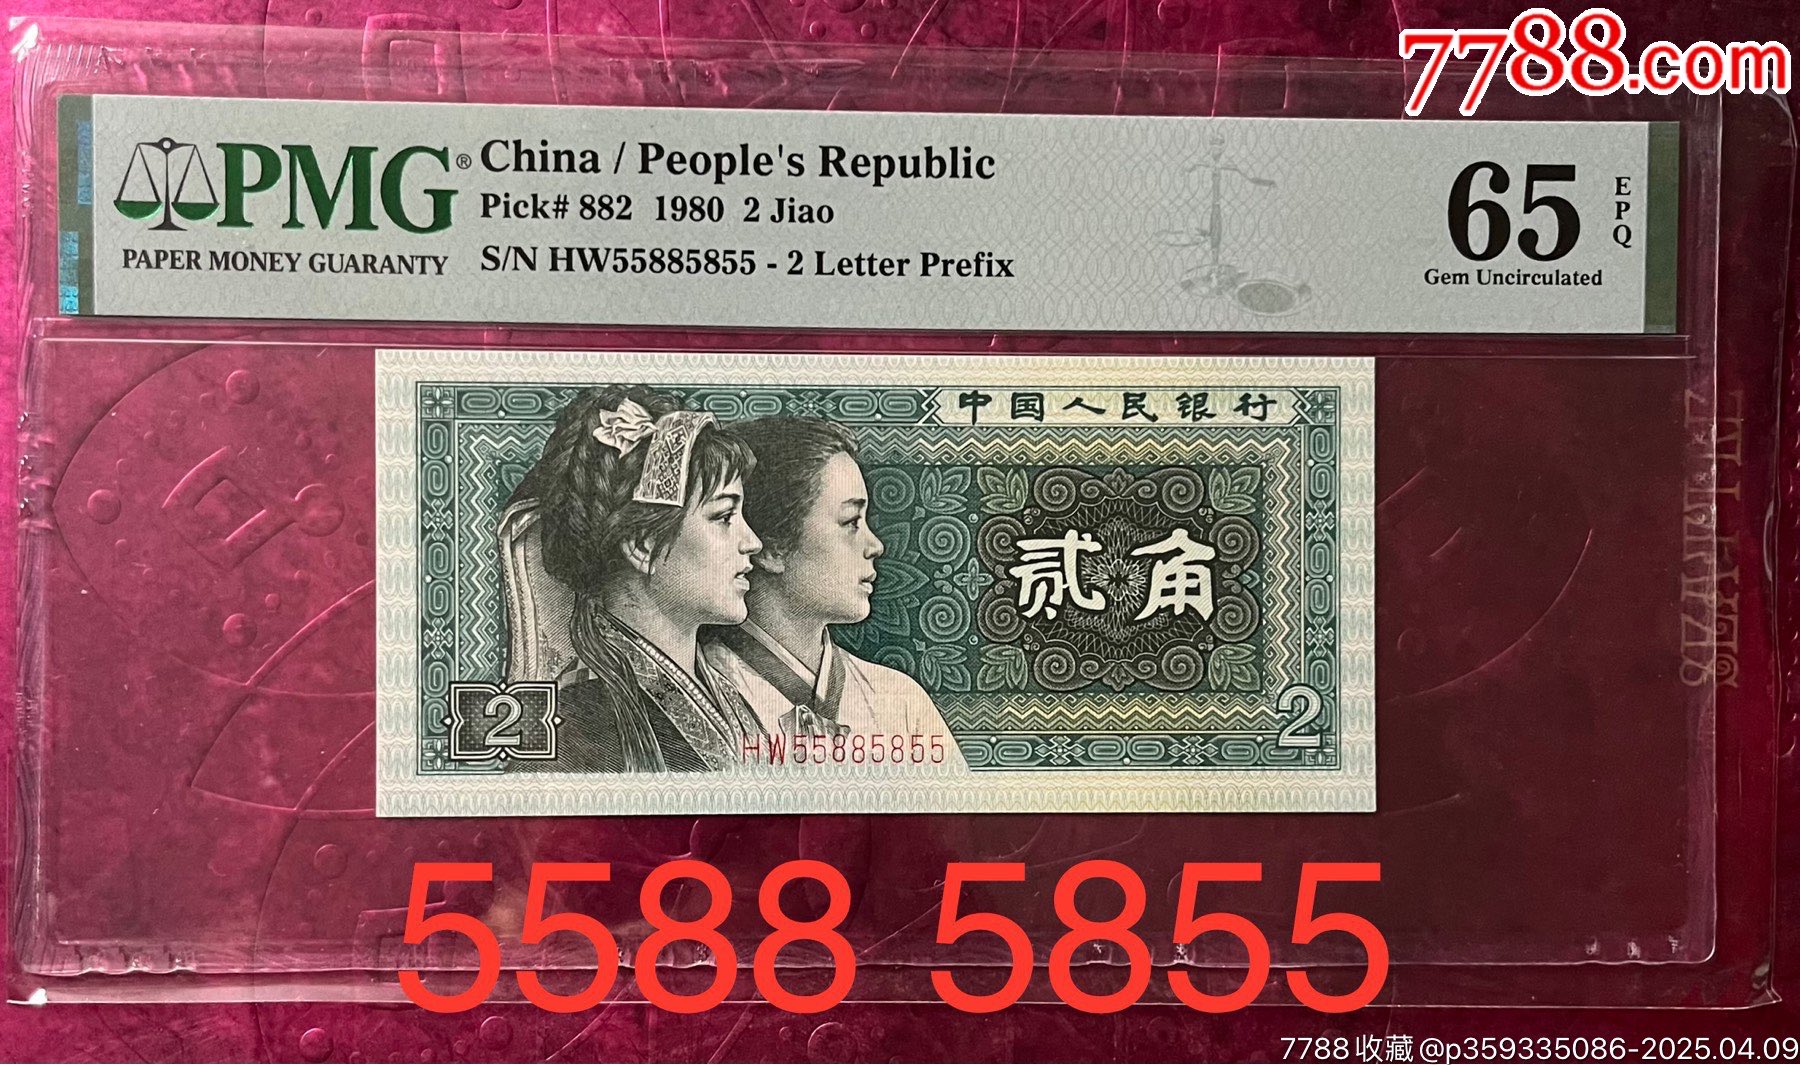 7788.com
PMG®
PAPER MONEY GUARANTY
China / People's Republic
Pick# 882 1980 2 Jiao
S/N HW55885855 - 2 Letter Prefix
65
EPQ
Gem Uncirculated
中国人民银行
贰角
2
2
HW55885855
5588 5855
7788收藏@p359335086-2025.04.09